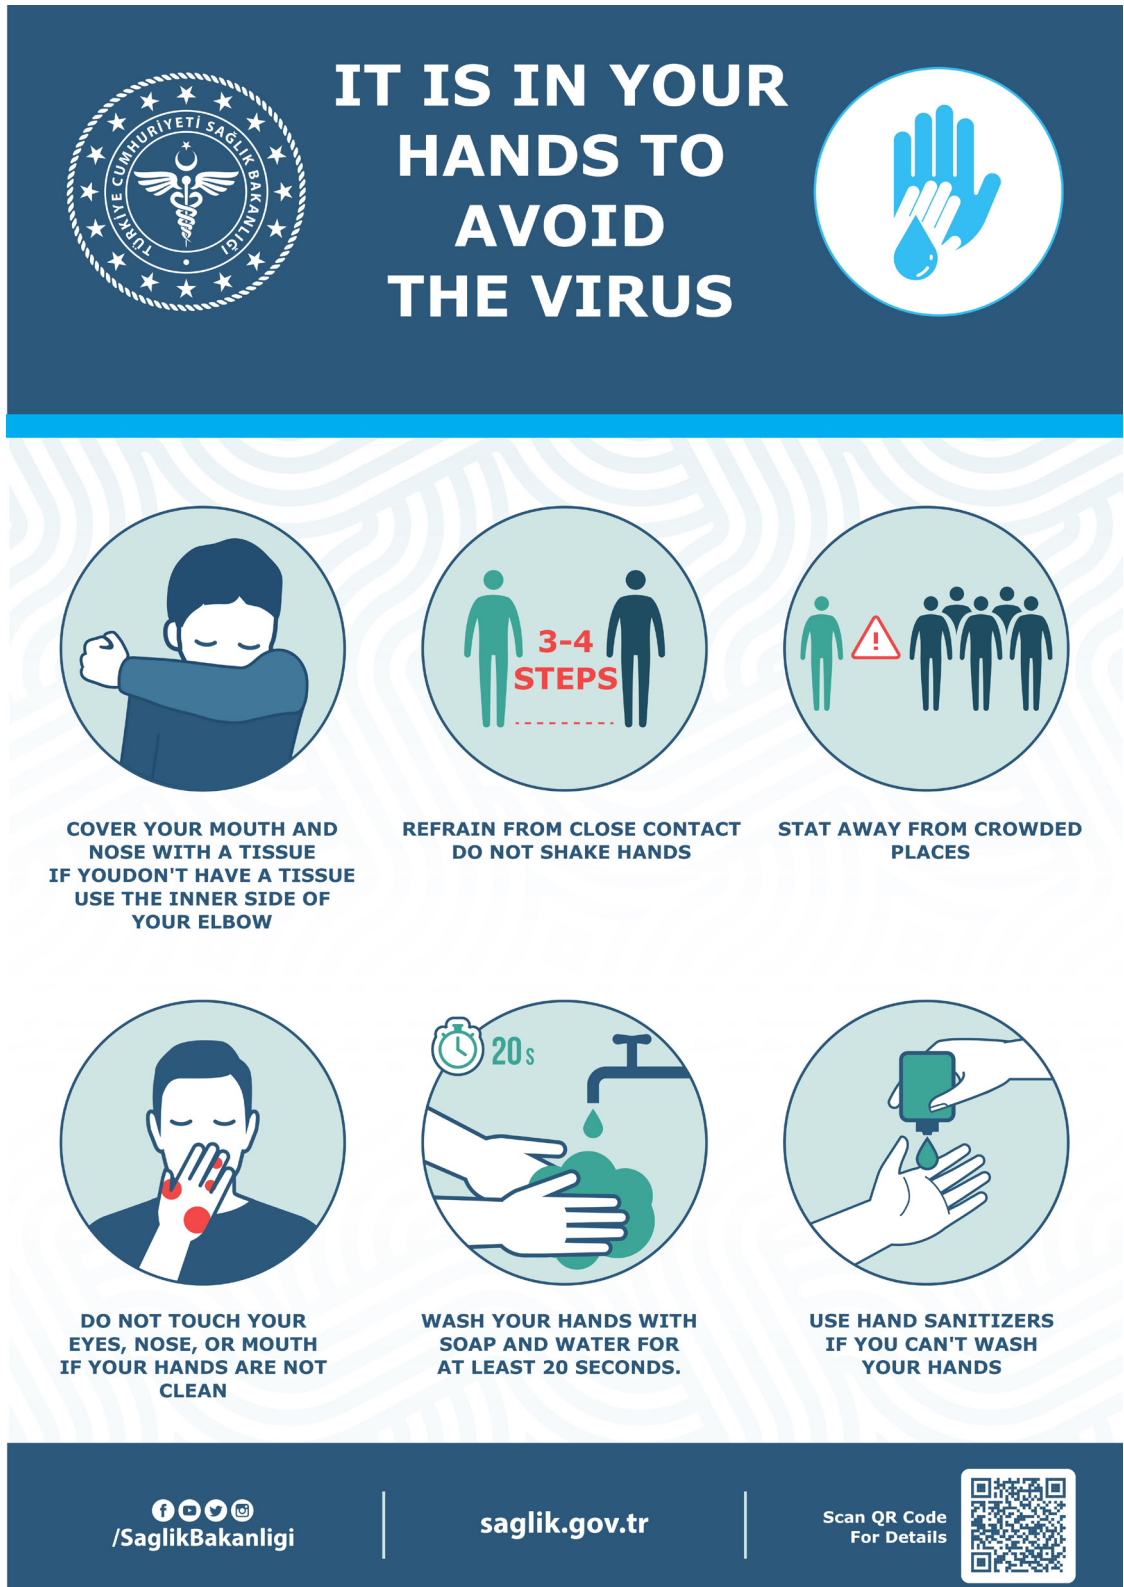 IT IS IN YOUR
HANDS TO
AVOID
THE VIRUS
TÜRKİYE CUMHURİYETİ SAĞLIK BAKANLIĞI
3-4
STEPS
!
COVER YOUR MOUTH AND
NOSE WITH A TISSUE
IF YOUDON'T HAVE A TISSUE
USE THE INNER SIDE OF
YOUR ELBOW
REFRAIN FROM CLOSE CONTACT
DO NOT SHAKE HANDS
STAT AWAY FROM CROWDED
PLACES
20s
DO NOT TOUCH YOUR
EYES, NOSE, OR MOUTH
IF YOUR HANDS ARE NOT
CLEAN
WASH YOUR HANDS WITH
SOAP AND WATER FOR
AT LEAST 20 SECONDS.
USE HAND SANITIZERS
IF YOU CAN'T WASH
YOUR HANDS
/SaglikBakanligi
saglik.gov.tr
Scan QR Code
For Details